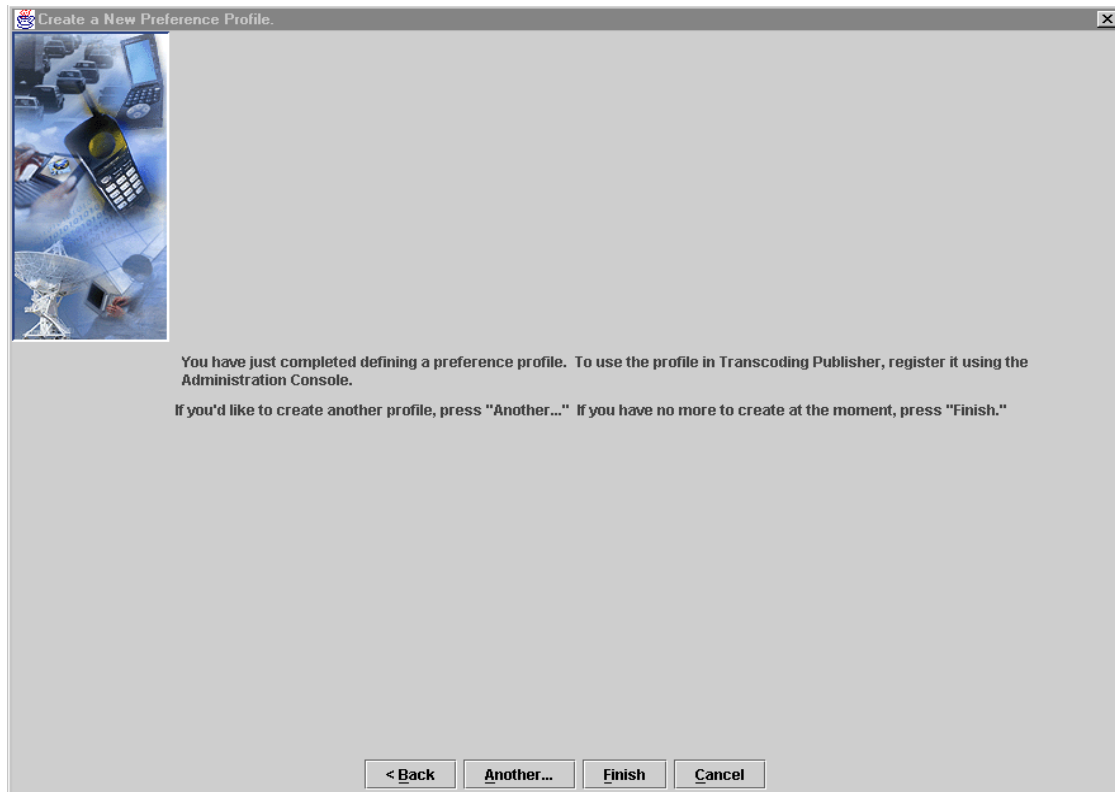 Create a New Preference Profile.
You have just completed defining a preference profile.  To use the profile in Transcoding Publisher, register it using the
Administration Console.
If you'd like to create another profile, press "Another..."  If you have no more to create at the moment, press "Finish."
< Back
Another...
Finish
Cancel